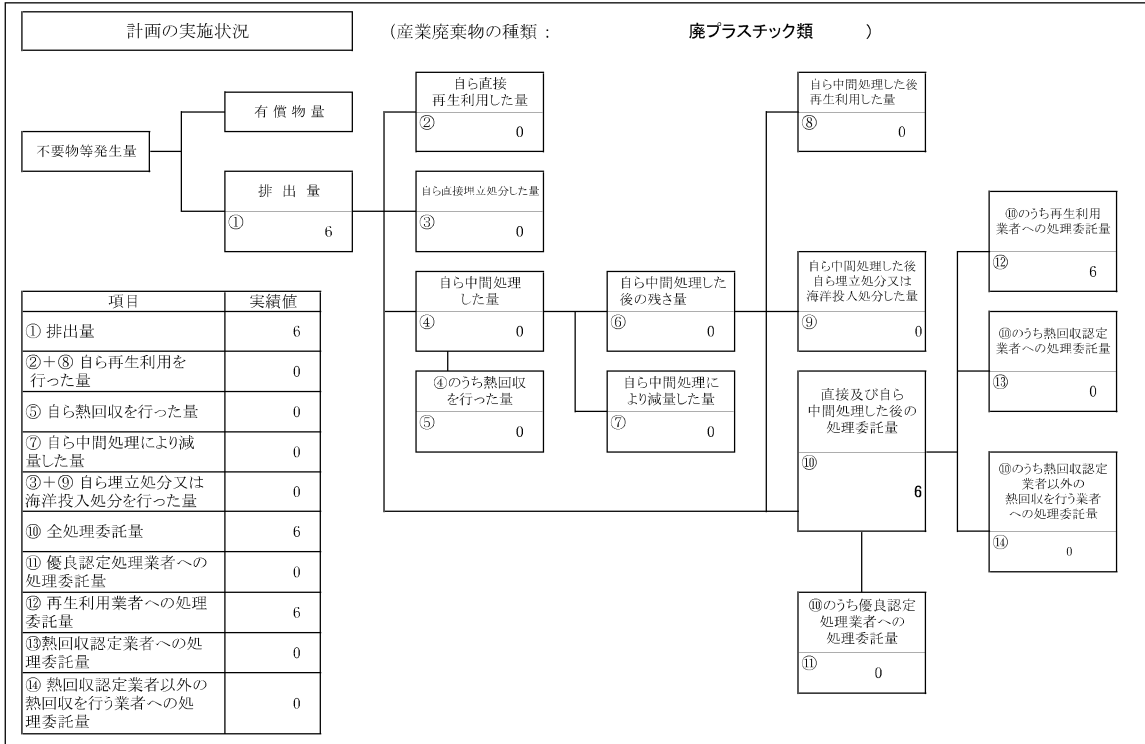 計画の実施状況
(産業廃棄物の種類 : 廃プラスチック類 )
不要物等発生量
有 償 物 量
排 出 量
① 6
自ら直接
再生利用した量
② 0
自ら直接埋立処分した量
③ 0
自ら中間処理
した量
④ 0
④のうち熱回収
を行った量
⑤ 0
自ら中間処理した
後の残さ量
⑥ 0
自ら中間処理に
より減量した量
⑦ 0
自ら中間処理した後
再生利用した量
⑧ 0
自ら中間処理した後
自ら埋立処分又は
海洋投入処分した量
⑨ 0
直接及び自ら
中間処理した後の
処理委託量
⑩ 6
⑩のうち優良認定
処理業者への
処理委託量
⑪ 0
⑩のうち再生利用
業者への処理委託量
⑫ 6
⑩のうち熱回収認定
業者への処理委託量
⑬ 0
⑩のうち熱回収認定
業者以外の
熱回収を行う業者
への処理委託量
⑭ 0
項目 実績値
① 排出量 6
②+⑧ 自ら再生利用を
行った量 0
⑤ 自ら熱回収を行った量 0
⑦ 自ら中間処理により減
量した量 0
③+⑨ 自ら埋立処分又は
海洋投入処分を行った量 0
⑩ 全処理委託量 6
⑪ 優良認定処理業者への
処理委託量 0
⑫ 再生利用業者への処理
委託量 6
⑬熱回収認定業者への処
理委託量 0
⑭ 熱回収認定業者以外の
熱回収を行う業者への処
理委託量 0